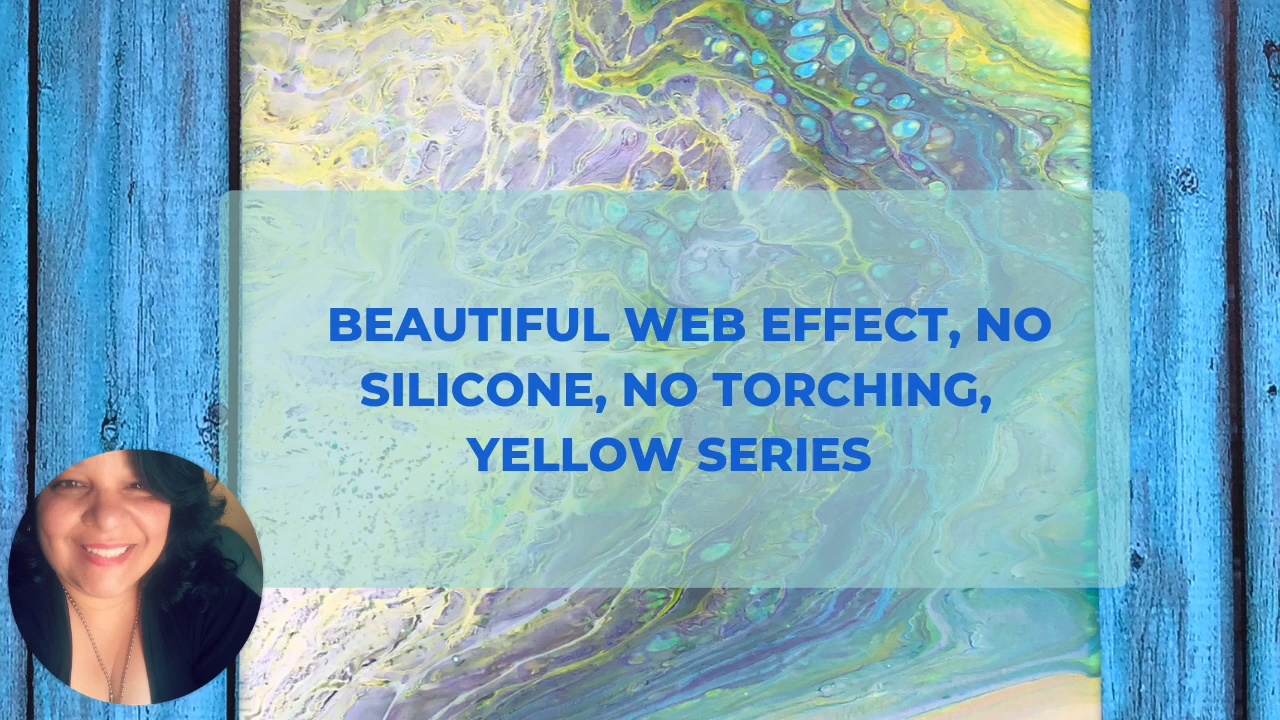 BEAUTIFUL WEB EFFECT, NO
SILICONE, NO TORCHING,
YELLOW SERIES